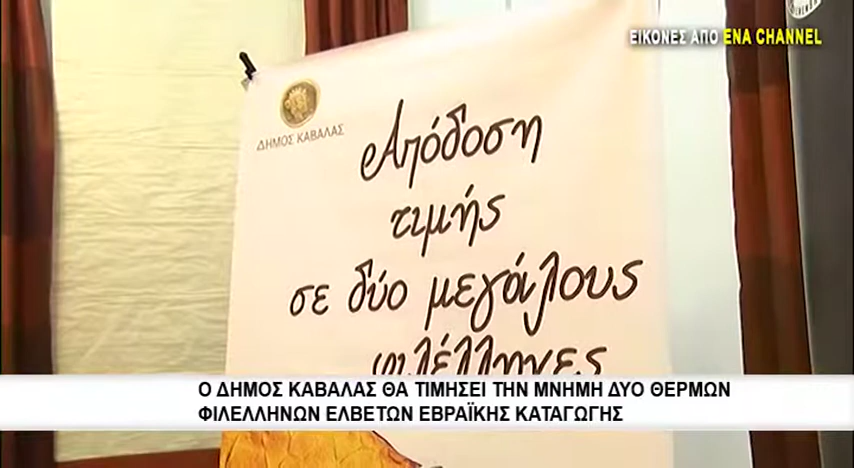 ΕΙΚΟΝΕΣ ΑΠΟ ENA CHANNEL
ΔΗΜΟΣ ΚΑΒΑΛΑΣ
Απόδοση
τιμής
σε δύο μεγάλους
φιλέλληνες
Ο ΔΗΜΟΣ ΚΑΒΑΛΑΣ ΘΑ ΤΙΜΗΣΕΙ ΤΗΝ ΜΝΗΜΗ ΔΥΟ ΘΕΡΜΩΝ
ΦΙΛΕΛΛΗΝΩΝ ΕΛΒΕΤΩΝ ΕΒΡΑΪΚΗΣ ΚΑΤΑΓΩΓΗΣ